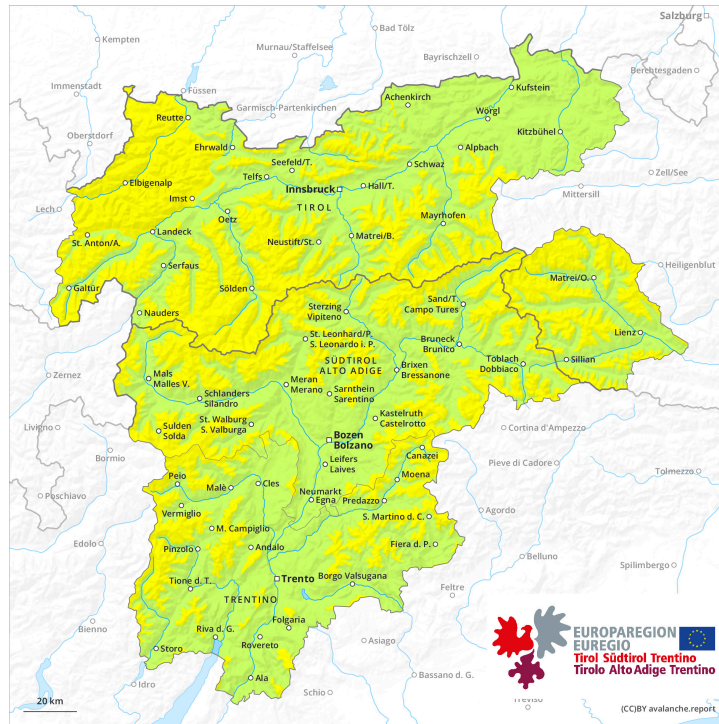 Salzburg
Bad Tölz
Kempten
Murnau/Staffelsee
Bayrischzell
Berchtesgaden
Immenstadt
Füssen
Kufstein
Achenkirch
Garmisch-Partenkirchen
Reutte
Wörgl
Oberstdorf
Ehrwald
Kitzbühel
Alpbach
Seefeld/T.
Schwaz
Telfs
Zell/See
Elbigenalp
Innsbruck
Hall/T.
Mittersill
Imst
TIROL
Lech
Oetz
Mayrhofen
Landeck
St. Anton/A.
Neustift/St.
Matrei/B.
Serfaus
Heiligenblut
Matrei/O.
Galtür
Sölden
Nauders
Sand/T.
Campo Tures
Sterzing
Vipiteno
Lienz
St. Leonhard/P.
S. Leonardo i. P.
Bruneck
Brunico
SÜDTIROL
ALTO ADIGE
Toblach
Dobbiaco
Sillian
Brixen
Bressanone
Mals
Malles V.
Zernez
Meran
Merano
Sarnthein
Sarentino
Schlanders
Silandro
St. Walburg
S. Valburga
Kastelruth
Castelrotto
Sulden
Solda
Livigno
Cortina d'Ampezzo
Bozen
Bolzano
Bormio
Canazei
Leifers
Laives
Pieve di Cadore
Tolmezzo
Peio
Moena
Malè
Cles
Poschiavo
Neumarkt
Egna
Predazzo
Vermiglio
Agordo
S. Martino d. C.
M. Campiglio
Edolo
Fiera d. P.
Pinzolo
Andalo
Belluno
Spilimbergo
Trento
Borgo Valsugana
Tione d. T.
Feltre
TRENTINO
Folgaria
Bienno
Riva d. G.
Rovereto
Asiago
Storo
Ala
Bassano d. G.
Idro
Schio
Treviso
EUROPAREGION
EUREGIO
Tirol Südtirol Trentino
Tirolo Alto Adige Trentino
20 km
(CC)BY avalanche.report